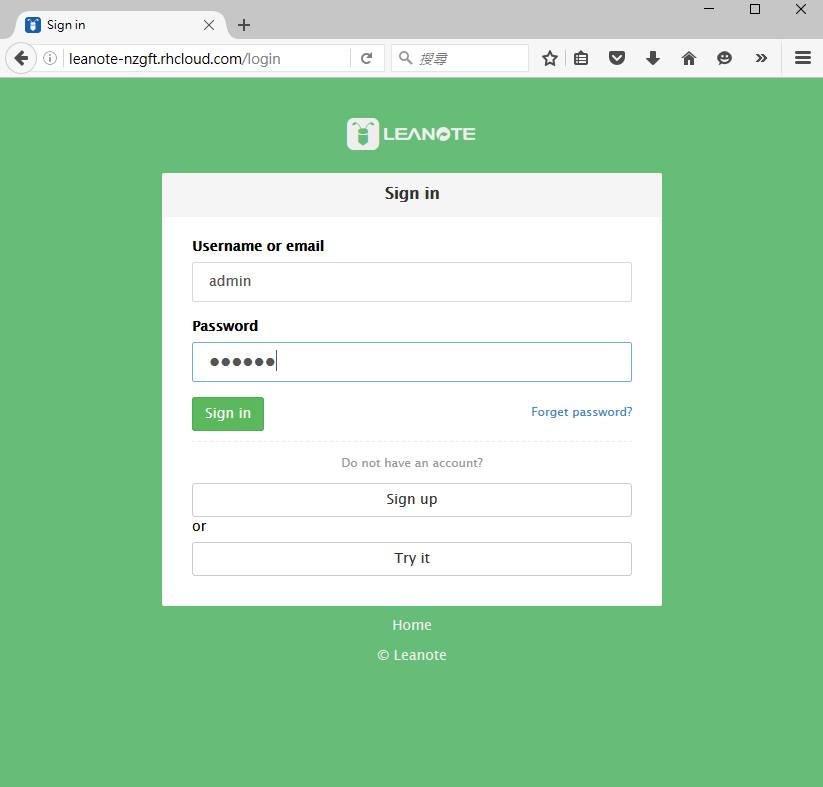 Sign in
leanote-nzgft.rhcloud.com/login
搜尋
LEANOTE
Sign in
Username or email
admin
Password
Sign in
Forget password?
Do not have an account?
Sign up
or
Try it
Home
© Leanote